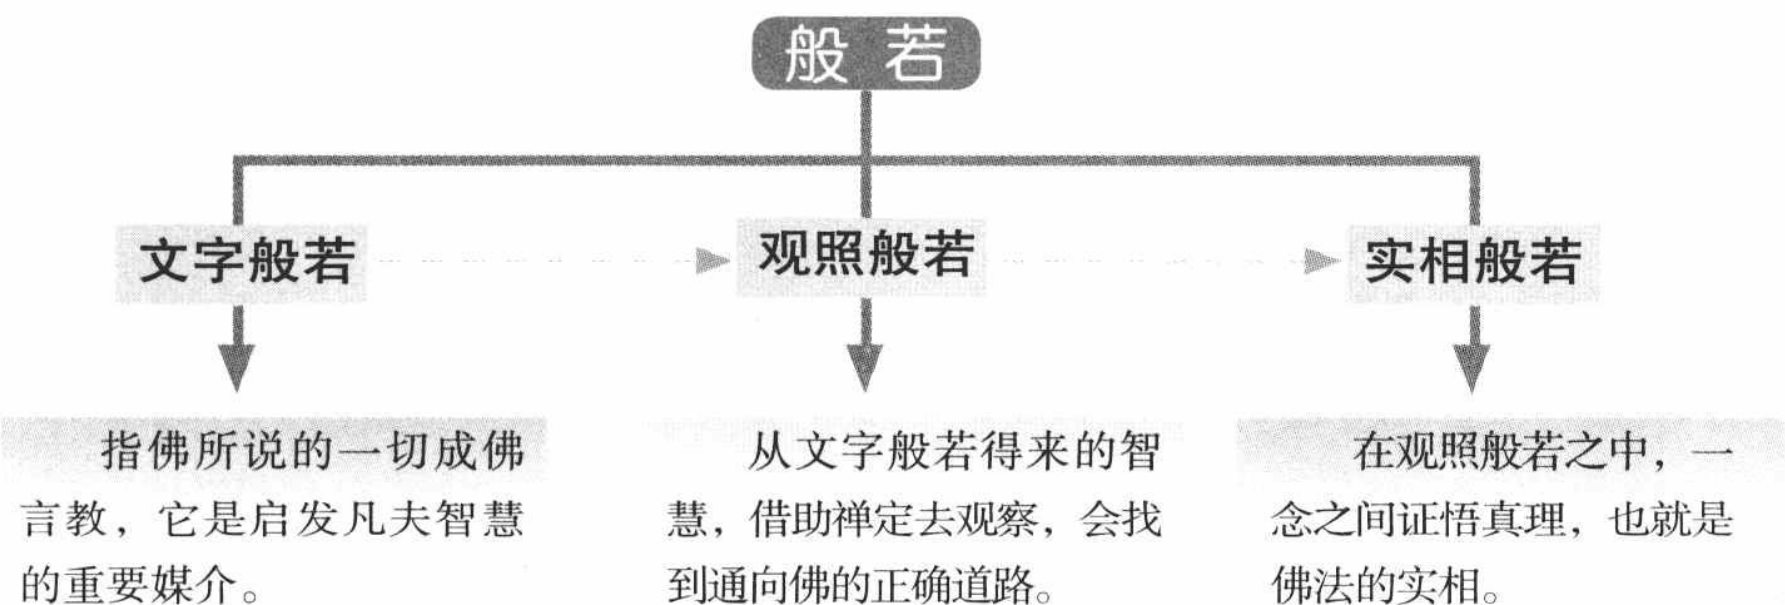 般若
文字般若
观照般若
实相般若
指佛所说的一切成佛
言教，它是启发凡夫智慧
的重要媒介。
从文字般若得来的智
慧，借助禅定去观察，会找
到通向佛的正确道路。
在观照般若之中，一
念之间证悟真理，也就是
佛法的实相。